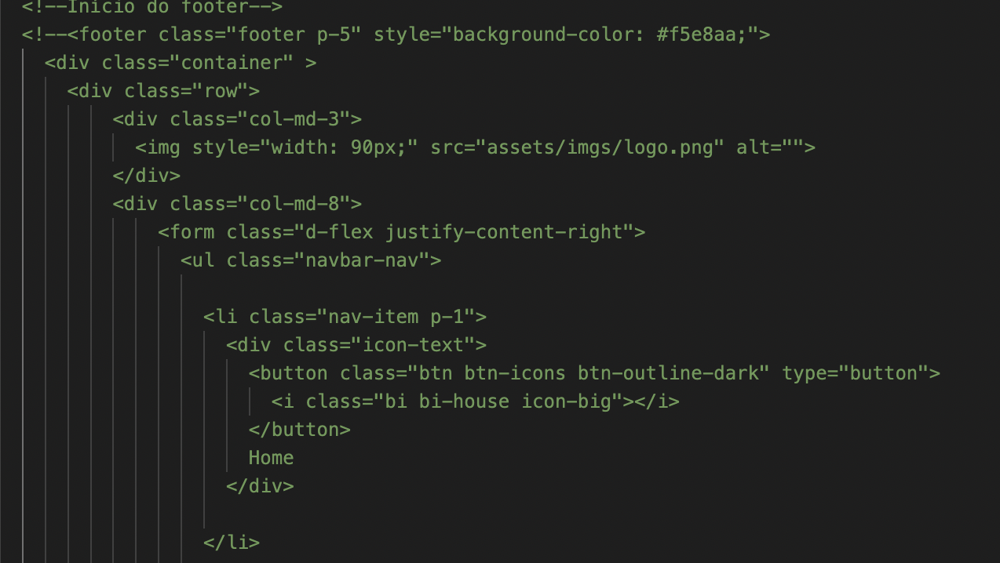 <!--Início do footer-->
<!--<footer class="footer p-5" style="background-color: #f5e8aa;">
<div class="container" >
<div class="row">
<div class="col-md-3">
<img style="width: 90px;" src="assets/imgs/logo.png" alt="">
</div>
<div class="col-md-8">
<form class="d-flex justify-content-right">
<ul class="navbar-nav">
<li class="nav-item p-1">
<div class="icon-text">
<button class="btn btn-icons btn-outline-dark" type="button">
<i class="bi bi-house icon-big"></i>
</button>
Home
</div>
</li>